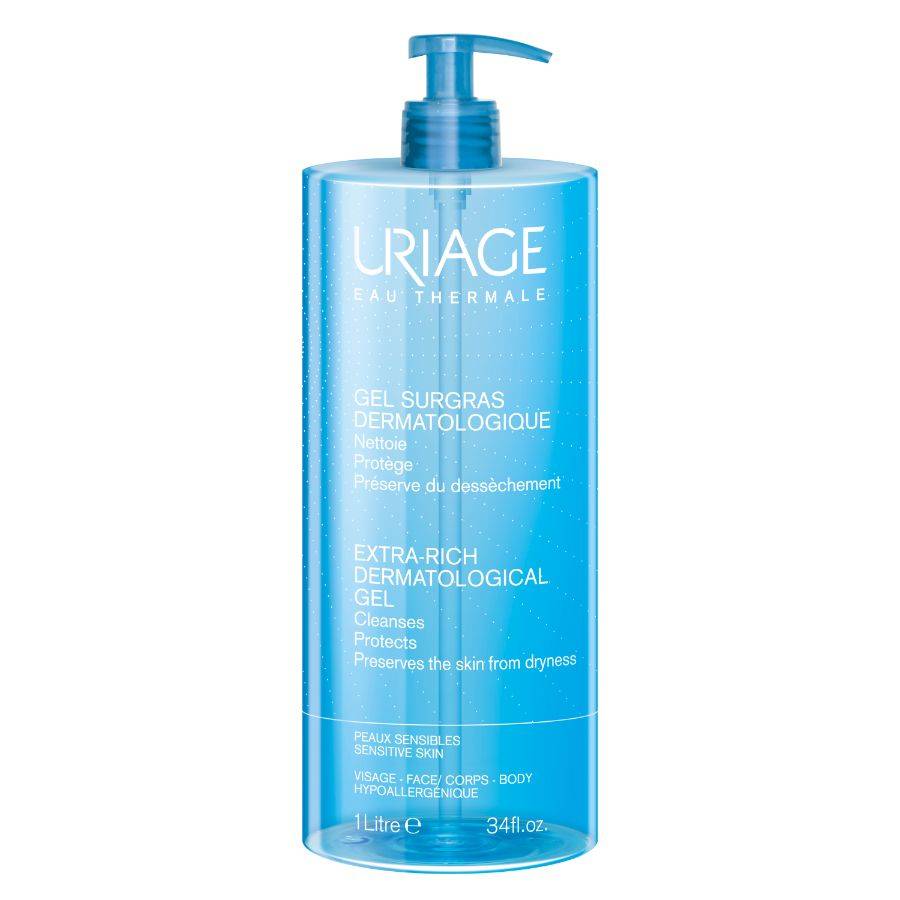 URIAGE
EAU THERMALE
GEL SURGRAS
DERMATOLOGIQUE
Nettoie
Protège
Préserve du dessèchement
EXTRA-RICH
DERMATOLOGICAL
GEL
Cleanses
Protects
Preserves the skin from dryness
PEAUX SENSIBLES
SENSITIVE SKIN
VISAGE - FACE/ CORPS - BODY
HYPOALLERGÉNIQUE
1 Litre ℮ 34fl.oz.